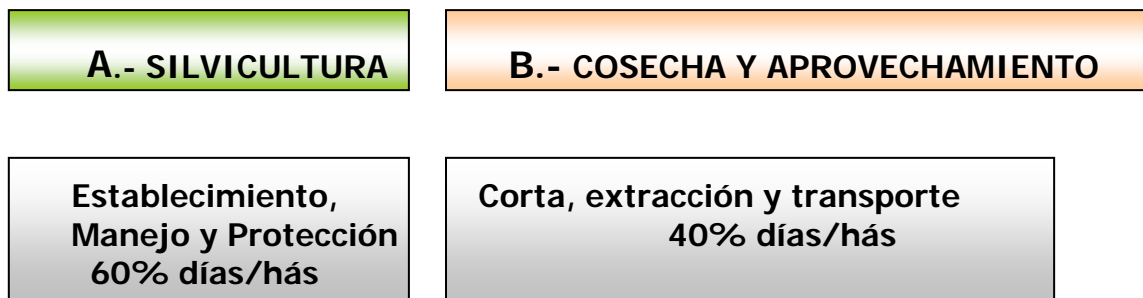 A.- SILVICULTURA
B.- COSECHA Y APROVECHAMIENTO
Establecimiento,
Manejo y Protección
60% días/hás
Corta, extracción y transporte
40% días/hás